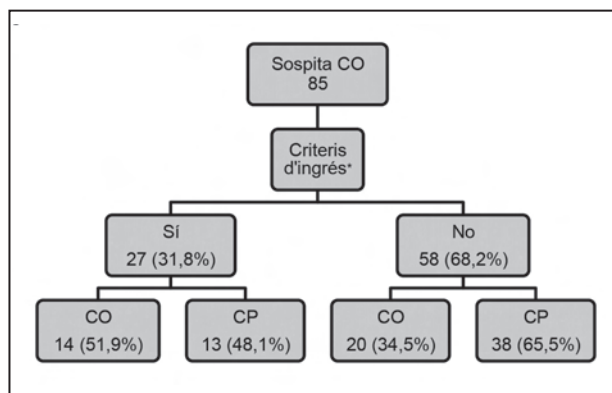 Sospita CO
85
Criteris
d'ingrés*
Sí
27 (31,8%)
No
58 (68,2%)
CO
14 (51,9%)
CP
13 (48,1%)
CO
20 (34,5%)
CP
38 (65,5%)